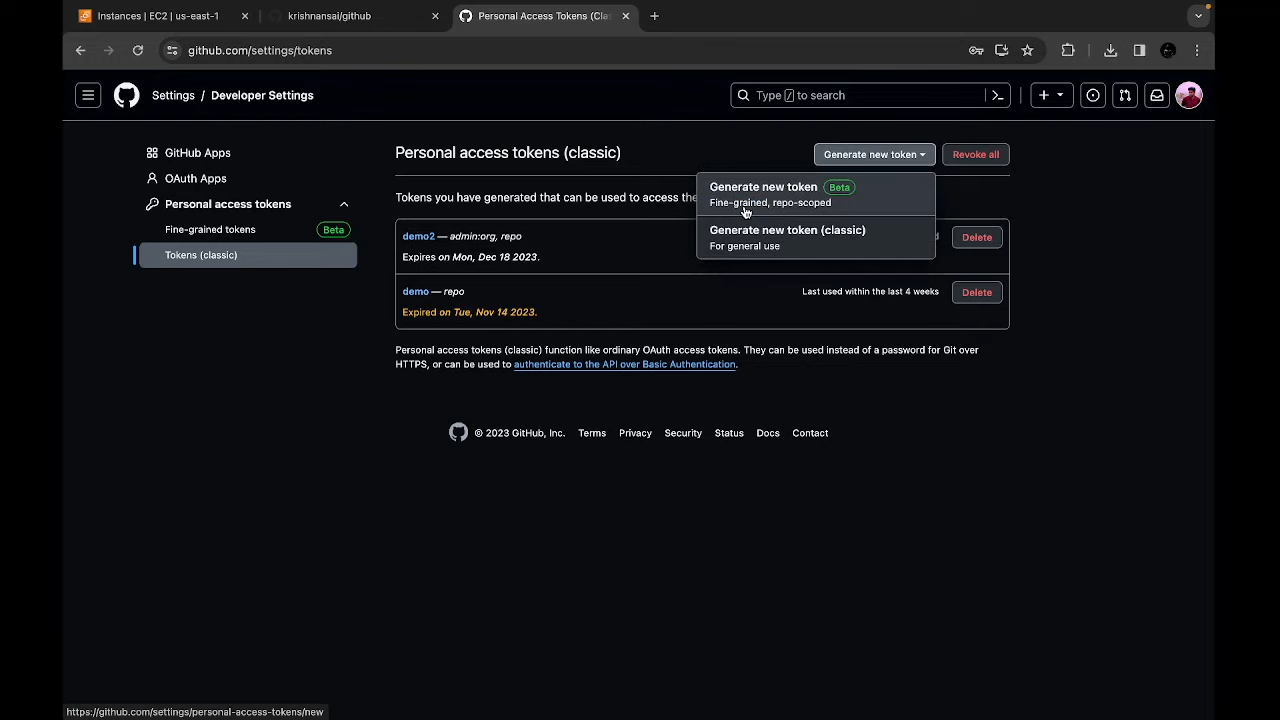 Instances | EC2 | us-east-1
krishnansai/github
Personal Access Tokens (Cla
github.com/settings/tokens
Settings / Developer Settings
Type / to search
GitHub Apps
OAuth Apps
Personal access tokens
Fine-grained tokens Beta
Tokens (classic)
Personal access tokens (classic)
Generate new token
Revoke all
Tokens you have generated that can be used to access the
Generate new token Beta
Fine-grained, repo-scoped
Generate new token (classic)
For general use
demo2 — admin:org, repo
d
Delete
Expires on Mon, Dec 18 2023.
demo — repo
Last used within the last 4 weeks
Delete
Expired on Tue, Nov 14 2023.
Personal access tokens (classic) function like ordinary OAuth access tokens. They can be used instead of a password for Git over
HTTPS, or can be used to authenticate to the API over Basic Authentication.
© 2023 GitHub, Inc. Terms Privacy Security Status Docs Contact
https://github.com/settings/personal-access-tokens/new